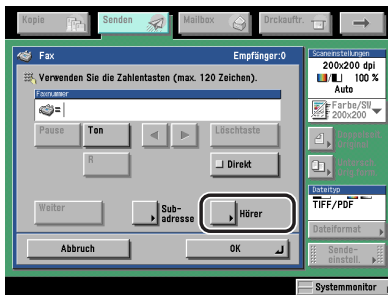 Kopie
Senden
Mailbox
Drckauftr.
Fax
Empfänger:0
Verwenden Sie die Zahlentasten (max. 120 Zeichen).
Faxnummer
=
Pause
Ton
Löschtaste
R
Direkt
Weiter
Sub-
adresse
Hörer
Abbruch
OK
Scaneinstellungen
200x200 dpi
100 %
Auto
Farbe/SW
200x200
Original
Dateityp
TIFF/PDF
Dateiformat
Sende-
einstell.
Systemmonitor